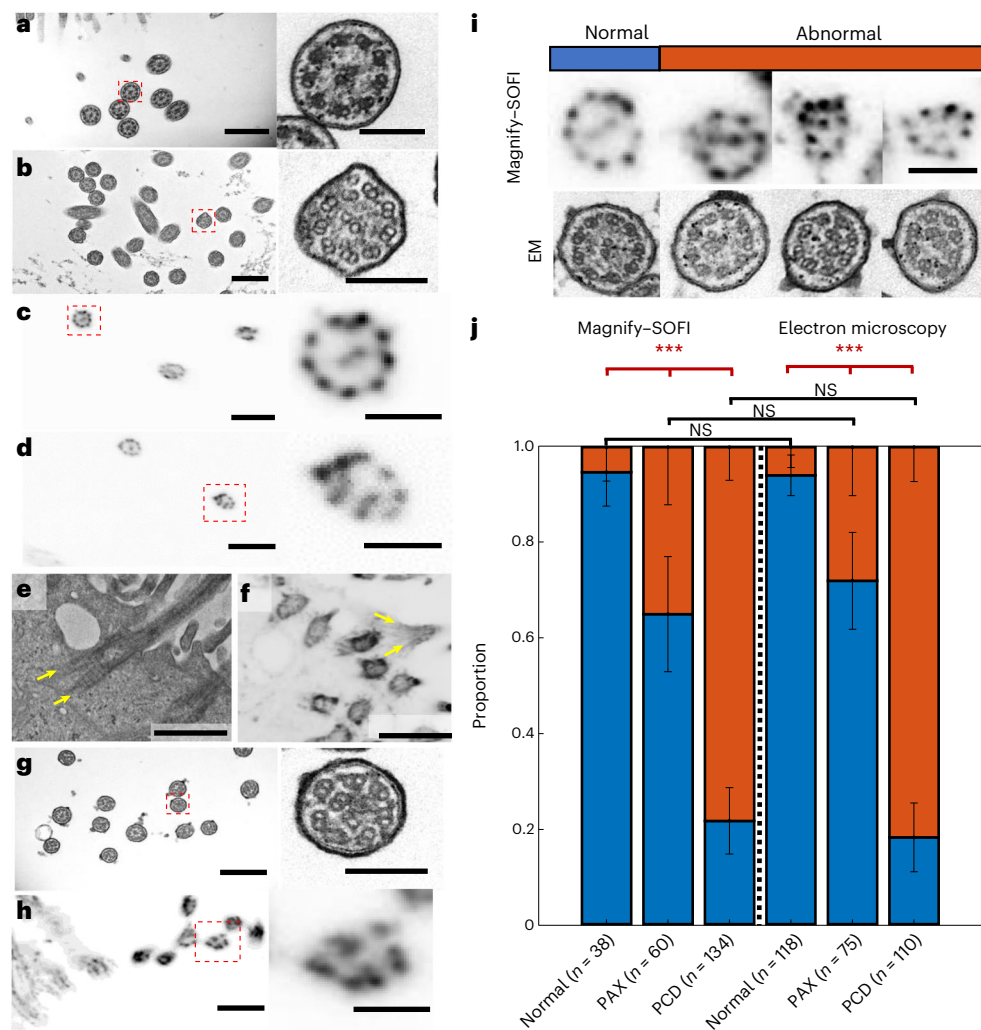 a
b
c
d
e
f
g
h
i
Normal
Abnormal
Magnify–SOFI
EM
j
Magnify–SOFI
Electron microscopy
***
***
NS
NS
NS
Proportion
1.0
0.8
0.6
0.4
0.2
0
Normal (n = 38)
PAX (n = 60)
PCD (n = 134)
Normal (n = 118)
PAX (n = 75)
PCD (n = 110)